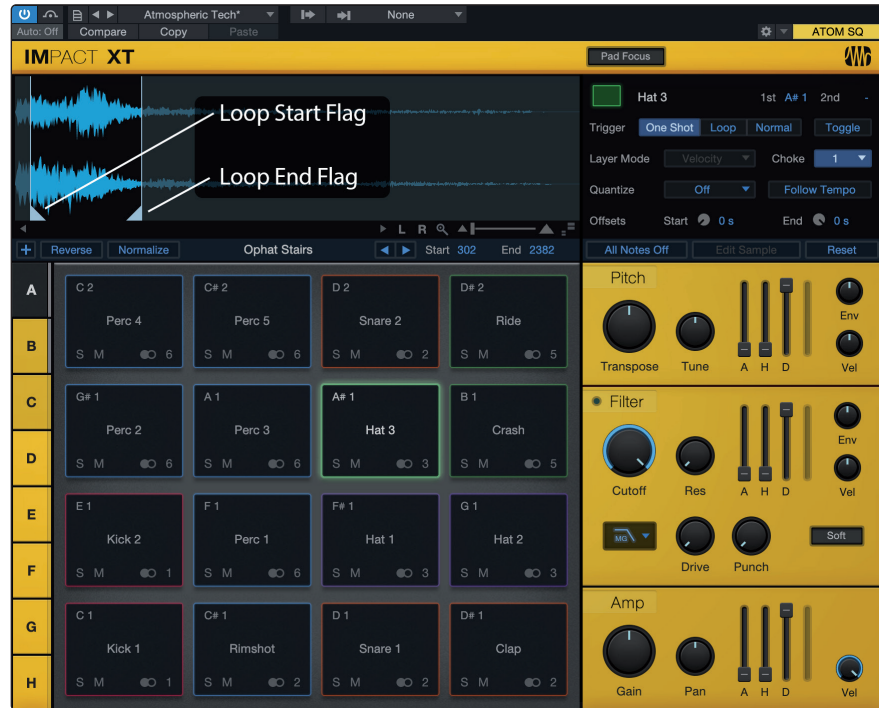 Atmospheric Tech*
None
Auto: Off
Compare
Copy
Paste
ATOM SQ
IMPACT XT
Pad Focus
Loop Start Flag
Loop End Flag
Hat 3
1st A# 1 2nd -
Trigger One Shot Loop Normal Toggle
Layer Mode Velocity Choke 1
Quantize Off Follow Tempo
Offsets Start 0 s End 0 s
L R
+ Reverse Normalize Ophat Stairs Start 302 End 2382
All Notes Off Edit Sample Reset
A
B
C
D
E
F
G
H
C 2
Perc 4
S M 6
C# 2
Perc 5
S M 6
D 2
Snare 2
S M 2
D# 2
Ride
S M 5
G# 1
Perc 2
S M 6
A 1
Perc 3
S M 6
A# 1
Hat 3
S M 3
B 1
Crash
S M 5
E 1
Kick 2
S M 1
F 1
Perc 1
S M 6
F# 1
Hat 1
S M 3
G 1
Hat 2
S M 3
C 1
Kick 1
S M 1
C# 1
Rimshot
S M 2
D 1
Snare 1
S M 2
D# 1
Clap
S M 2
Pitch
Env
Transpose Tune A H D Vel
Filter
Env
Cutoff Res A H D Vel
MG
Soft
Drive Punch
Amp
Gain Pan A H D Vel